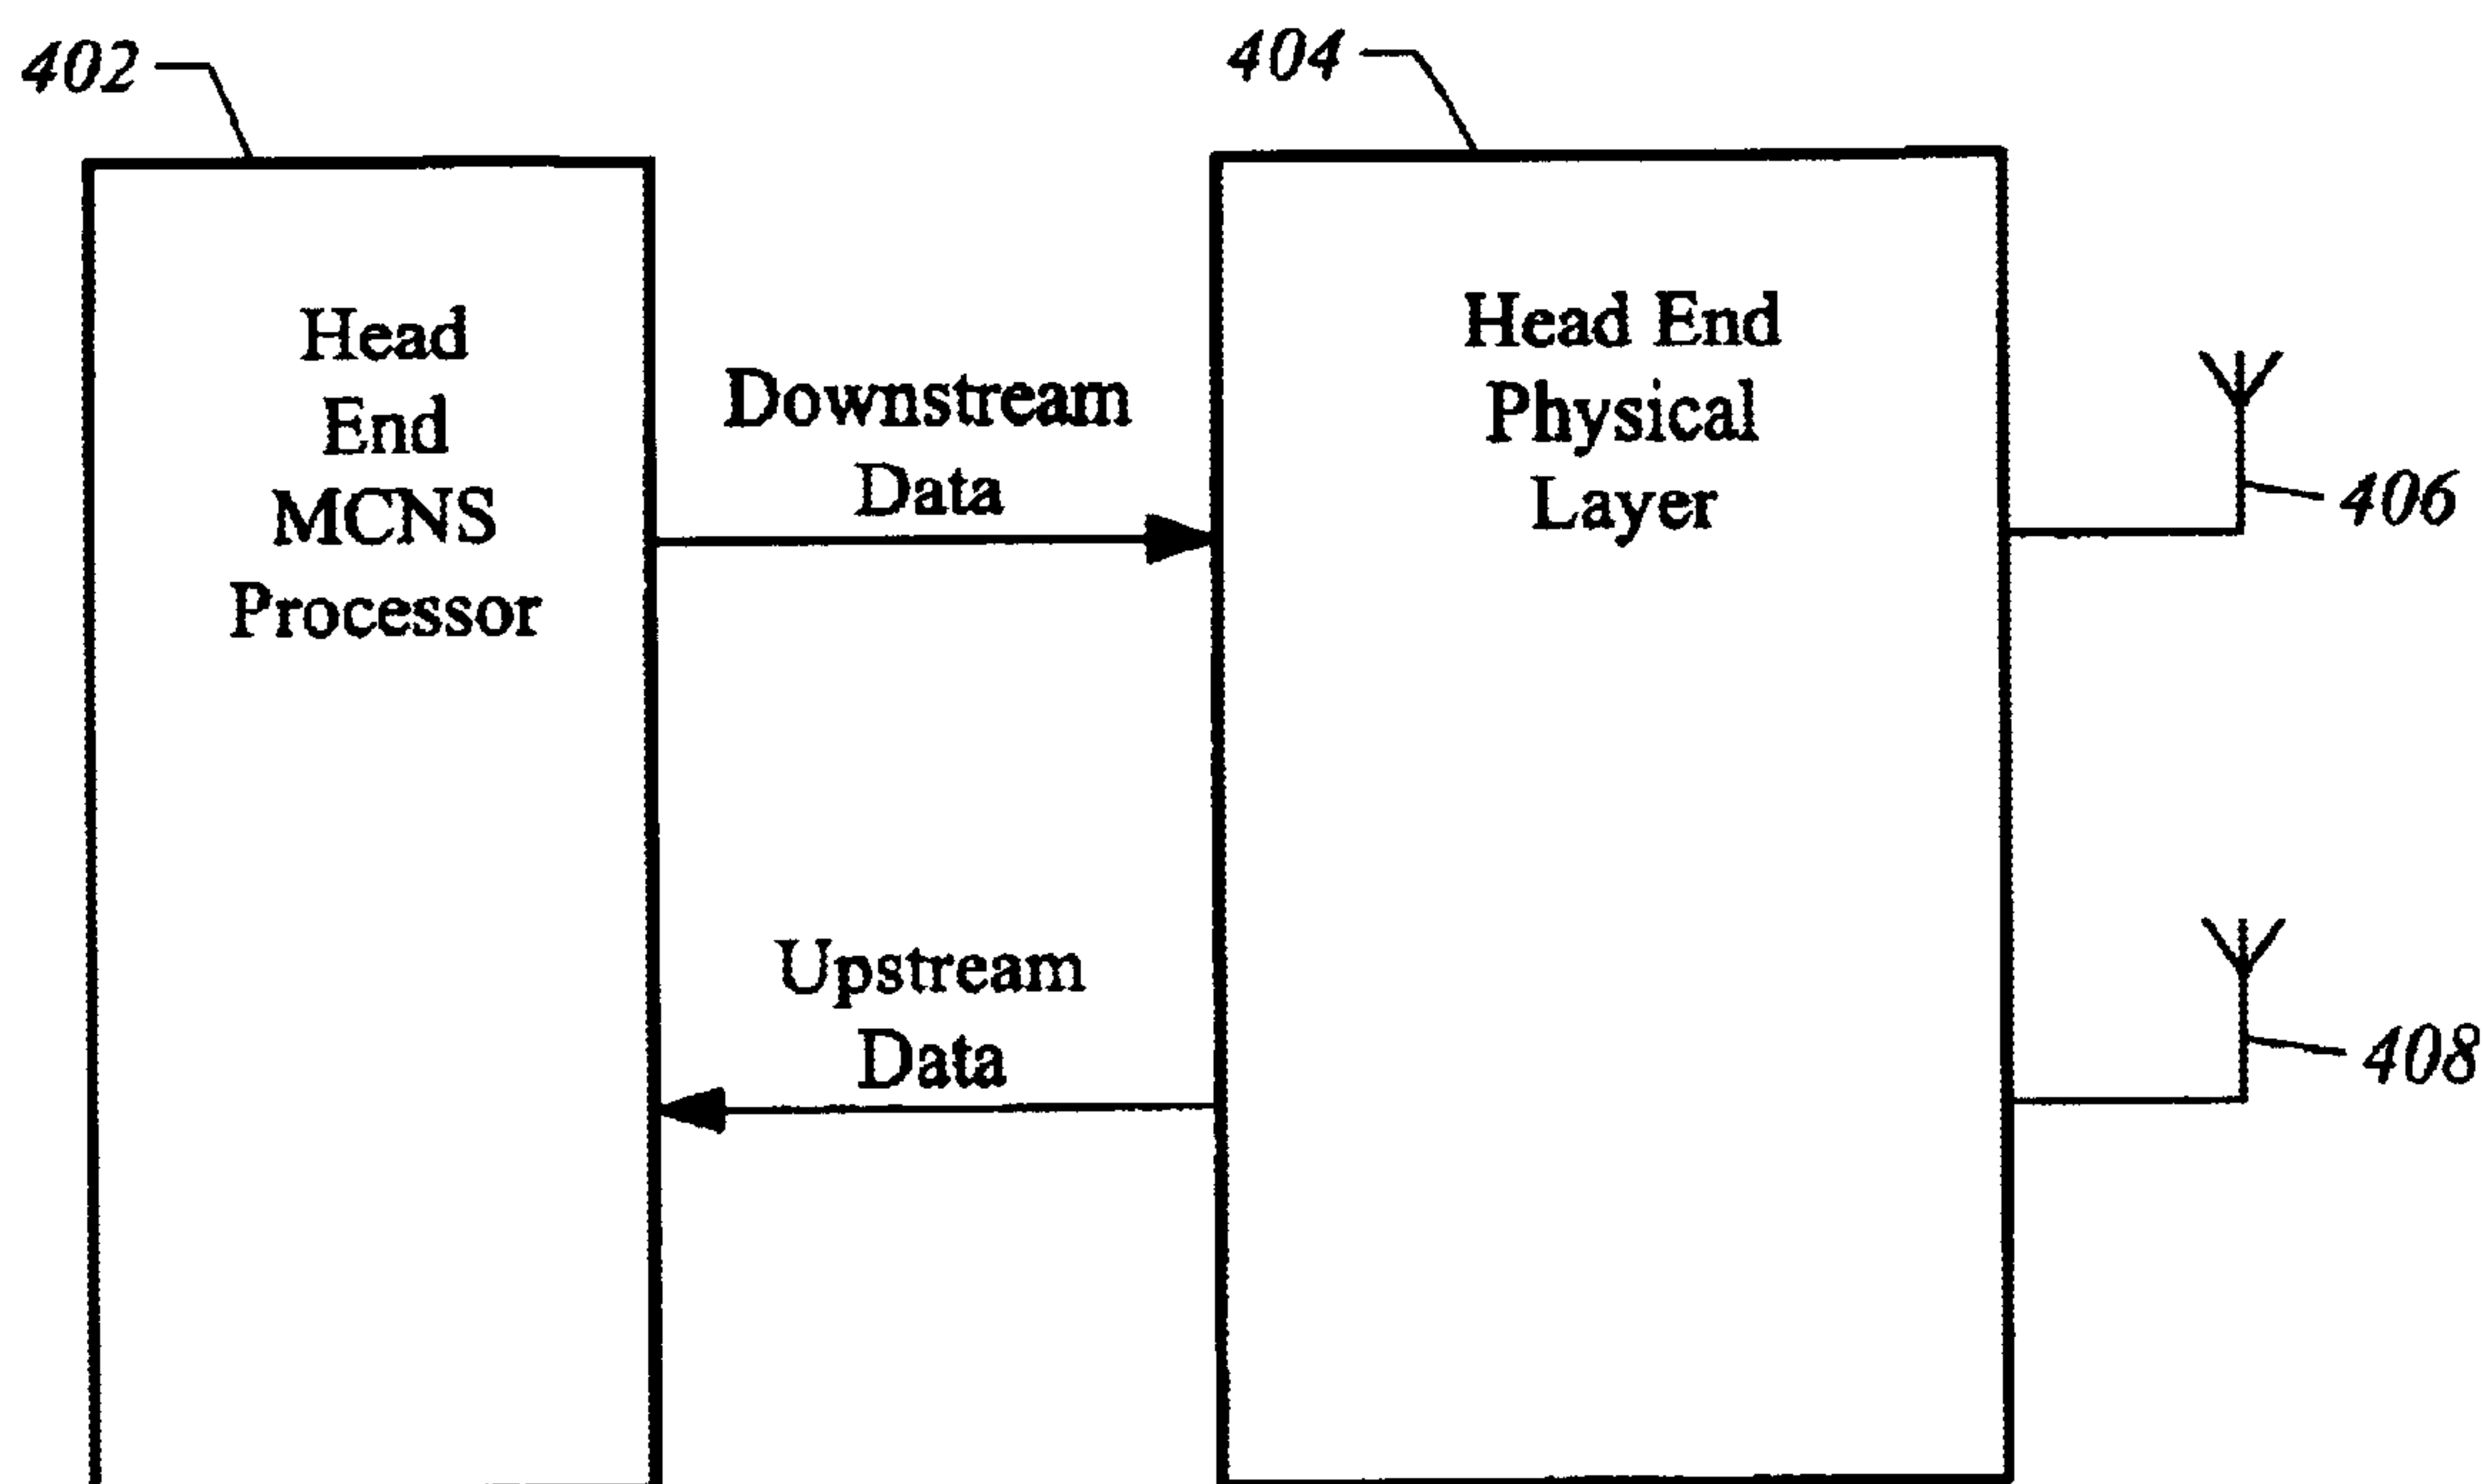 402
404
Head
End
MCNS
Processor
Downstream
Data
Head End
Physical
Layer
406
Upstream
Data
408